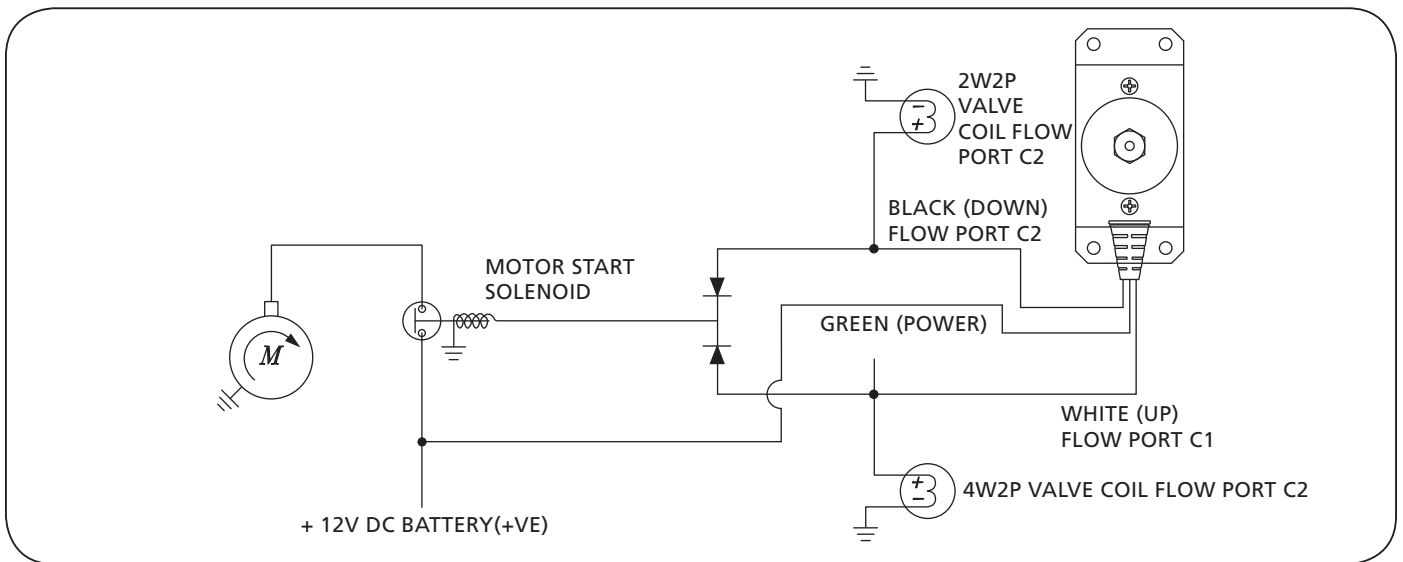 2W2P
VALVE
COIL FLOW
PORT C2
BLACK (DOWN)
FLOW PORT C2
MOTOR START
SOLENOID
GREEN (POWER)
M
WHITE (UP)
FLOW PORT C1
4W2P VALVE COIL FLOW PORT C2
+ 12V DC BATTERY(+VE)